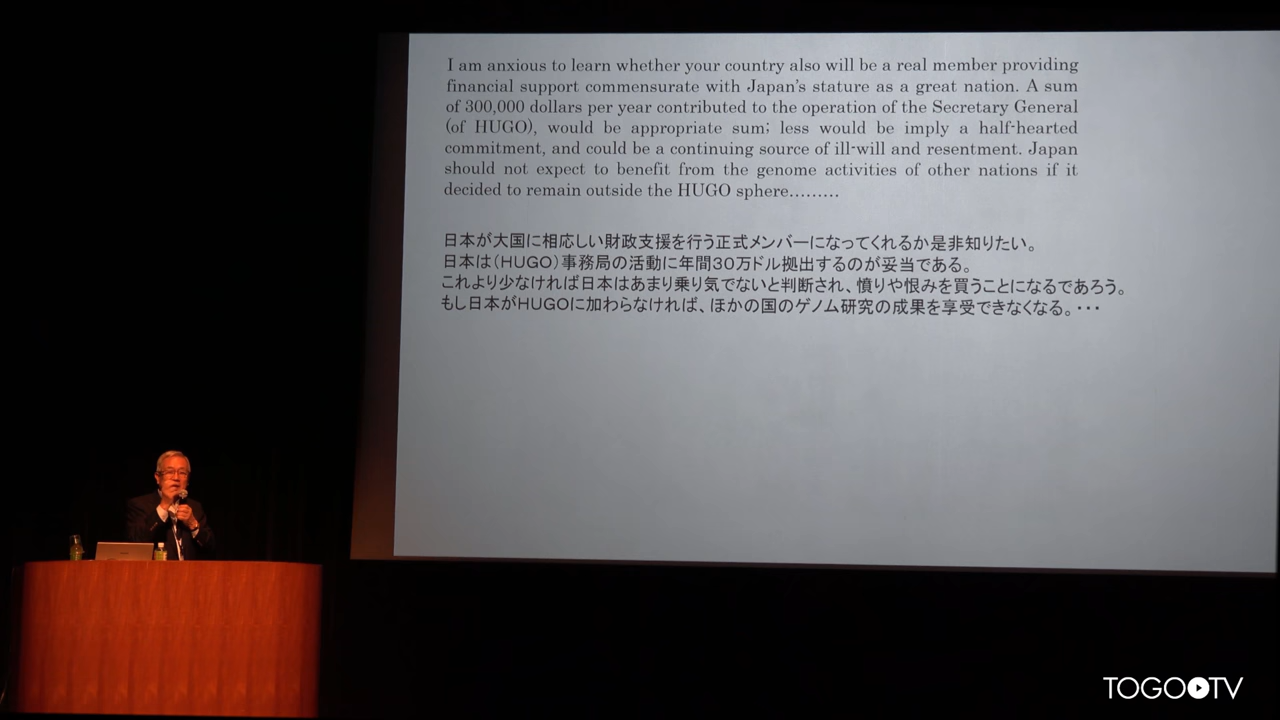 I am anxious to learn whether your country also will be a real member providing
financial support commensurate with Japan's stature as a great nation. A sum
of 300,000 dollars per year contributed to the operation of the Secretary General
(of HUGO), would be appropriate sum; less would be imply a half-hearted
commitment, and could be a continuing source of ill-will and resentment. Japan
should not expect to benefit from the genome activities of other nations if it
decided to remain outside the HUGO sphere………
日本が大国に相応しい財政支援を行う正式メンバーになってくれるか是非知りたい。
日本は（HUGO）事務局の活動に年間30万ドル拠出するのが妥当である。
これより少なければ日本はあまり乗り気でないと判断され、憤りや恨みを買うことになるであろう。
もし日本がHUGOに加わらなければ、ほかの国のゲノム研究の成果を享受できなくなる。・・・
TOGOTV